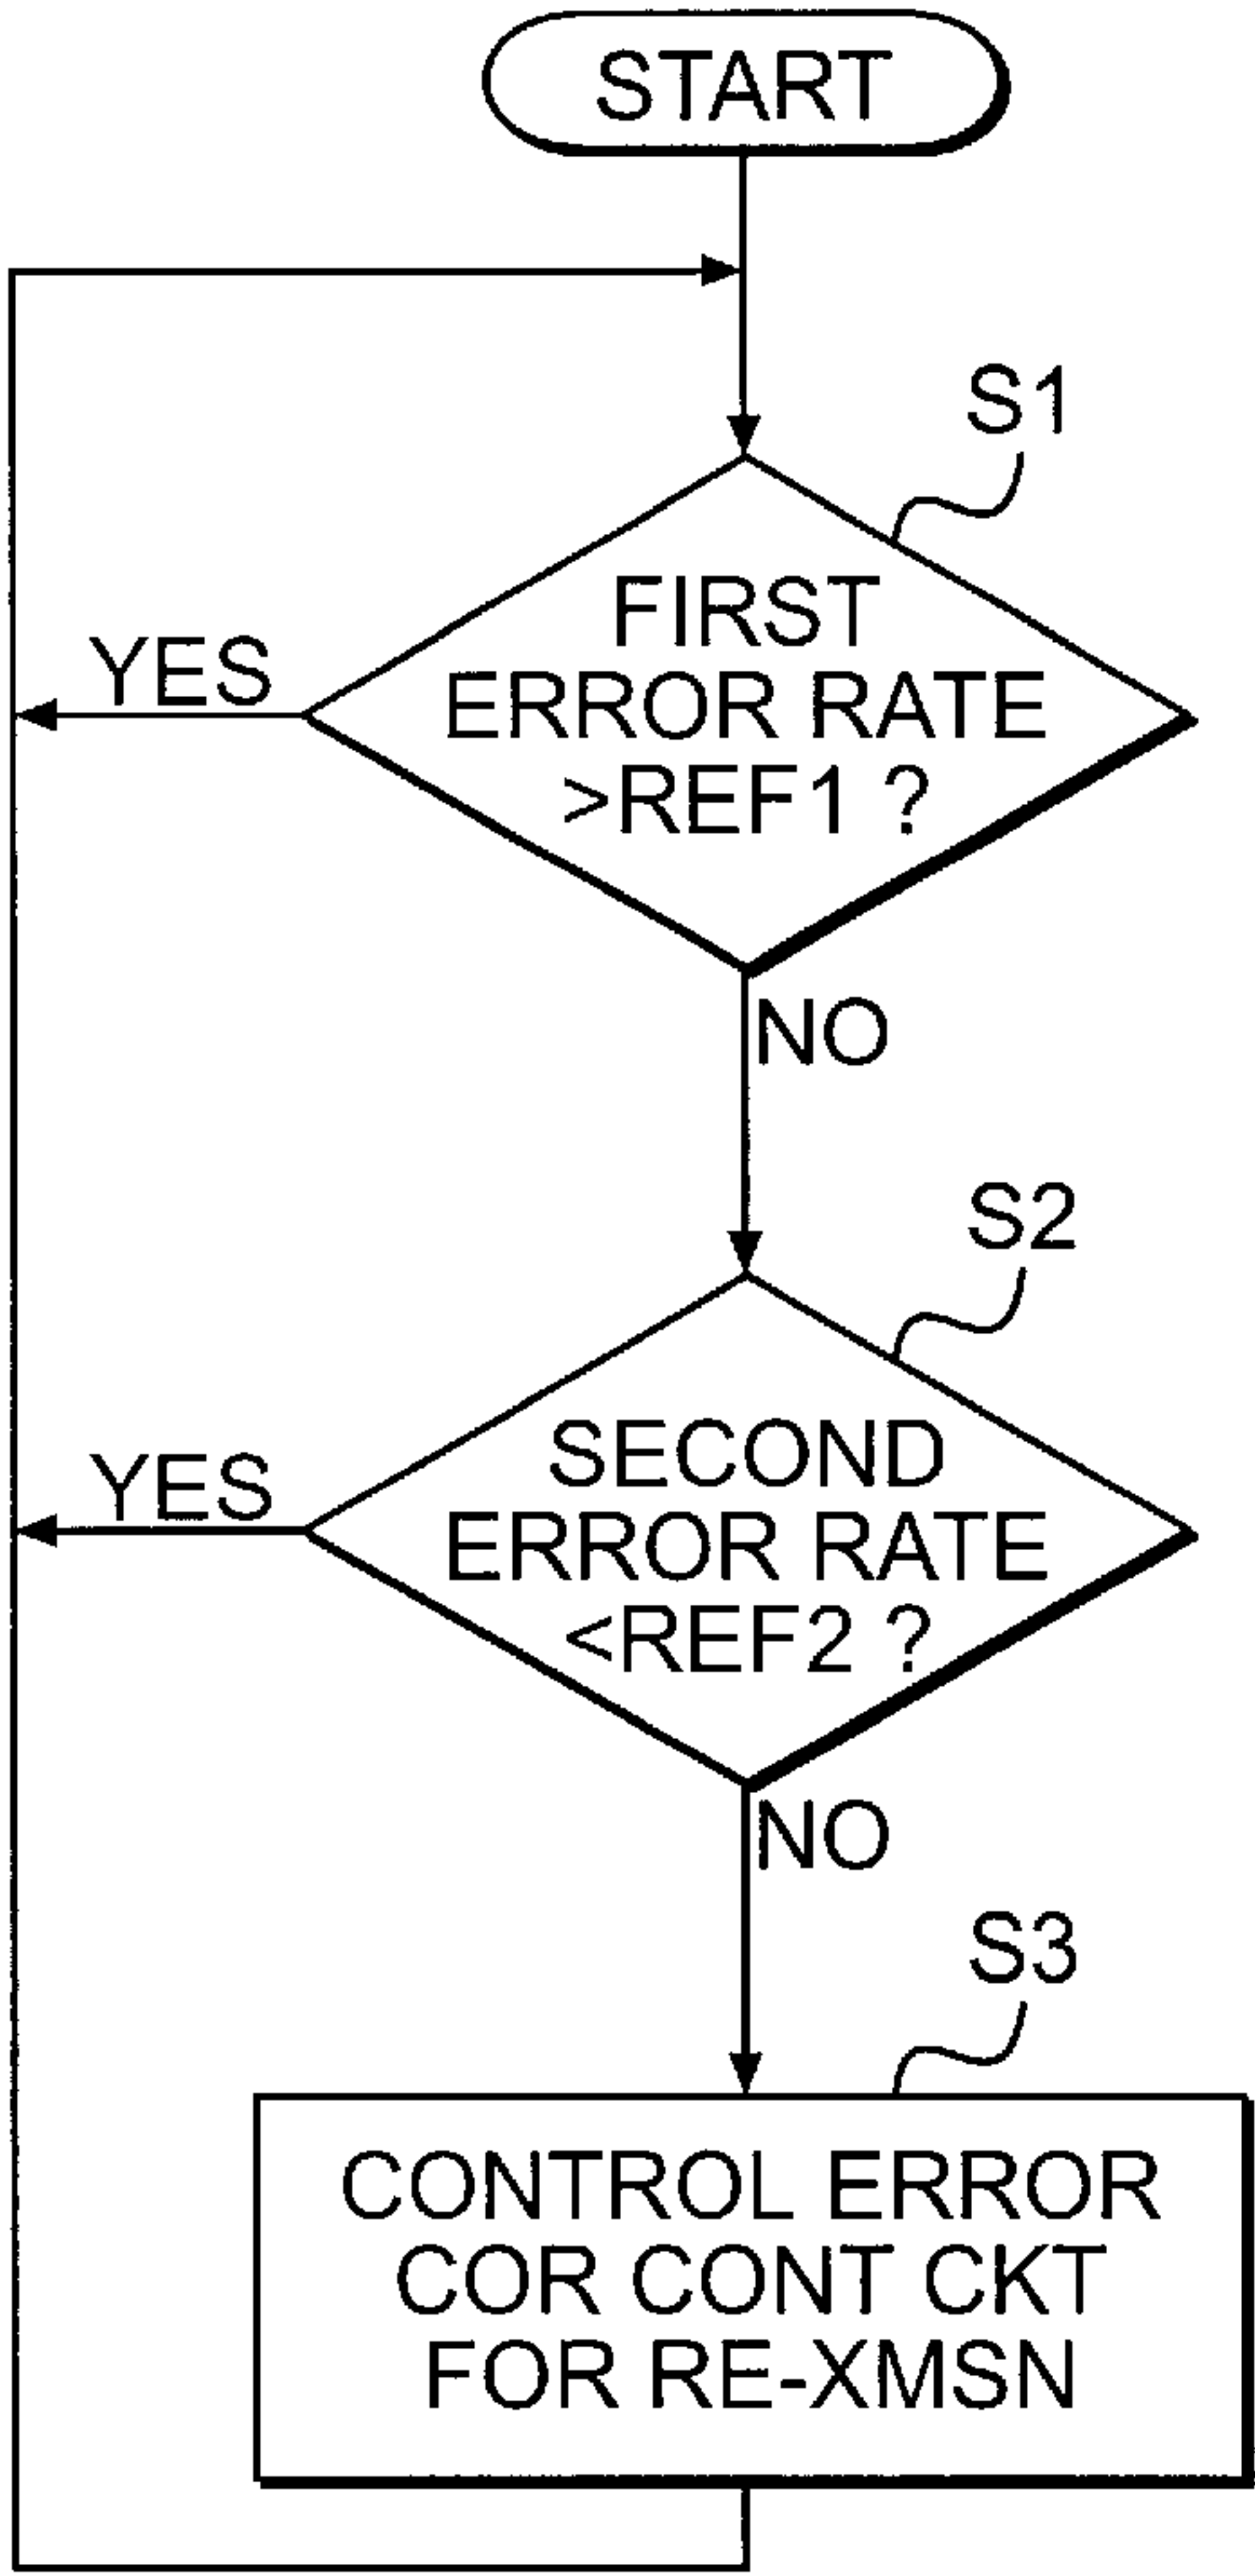 START
S1
FIRST
ERROR RATE
>REF1 ?
YES
NO
S2
SECOND
ERROR RATE
<REF2 ?
YES
NO
S3
CONTROL ERROR
COR CONT CKT
FOR RE-XMSN